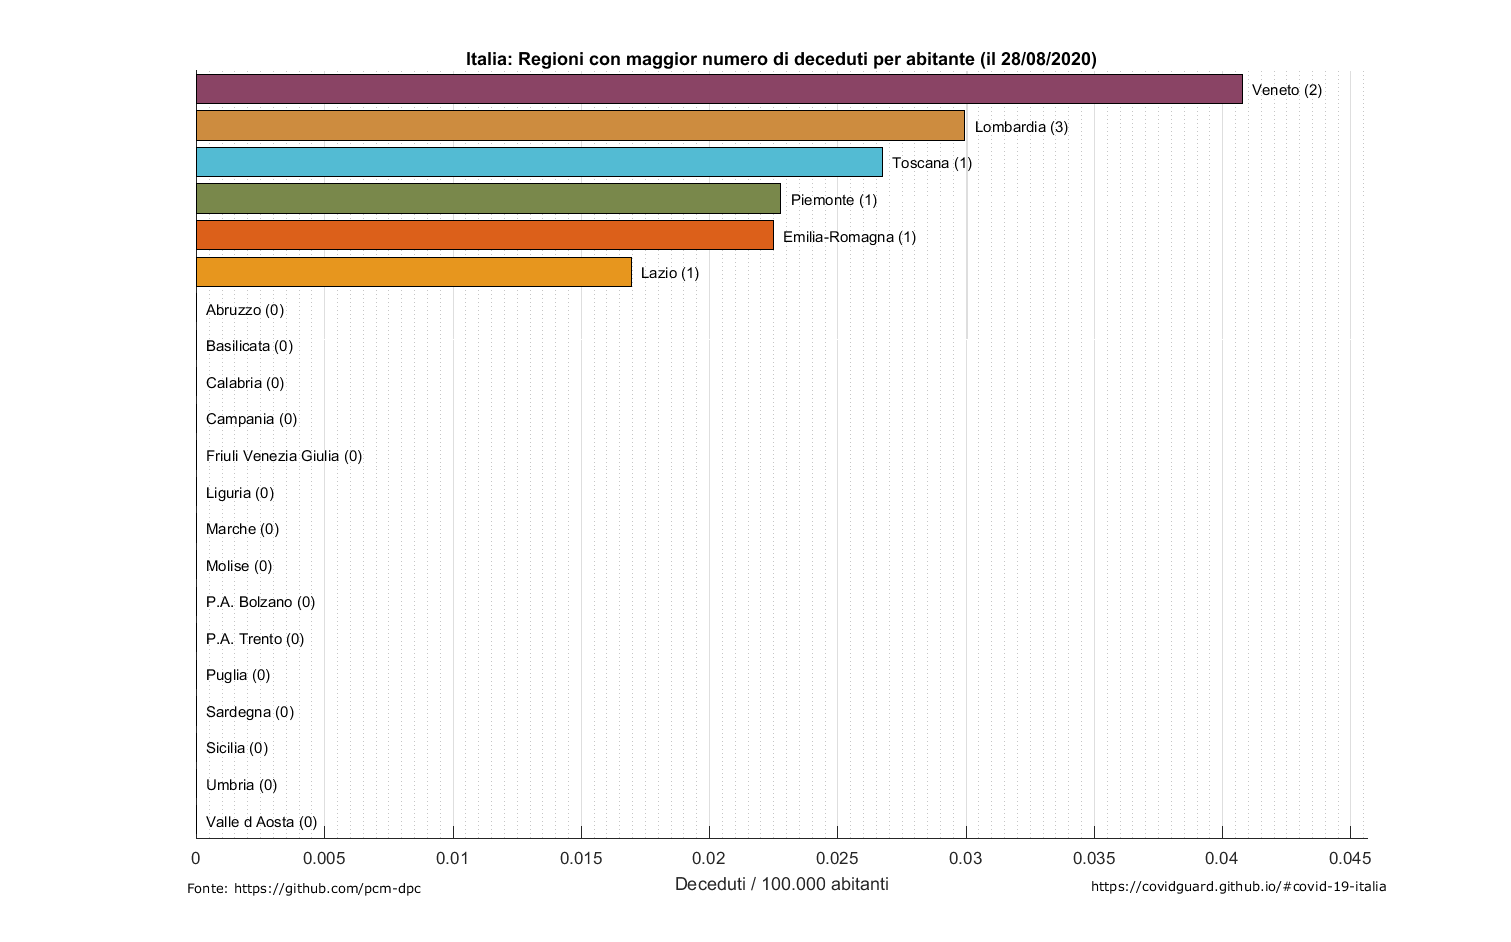 Italia: Regioni con maggior numero di deceduti per abitante (il 28/08/2020)
Veneto (2)
Lombardia (3)
Toscana (1)
Piemonte (1)
Emilia-Romagna (1)
Lazio (1)
Abruzzo (0)
Basilicata (0)
Calabria (0)
Campania (0)
Friuli Venezia Giulia (0)
Liguria (0)
Marche (0)
Molise (0)
P.A. Bolzano (0)
P.A. Trento (0)
Puglia (0)
Sardegna (0)
Sicilia (0)
Umbria (0)
Valle d Aosta (0)
0 0.005 0.01 0.015 0.02 0.025 0.03 0.035 0.04 0.045
Deceduti / 100.000 abitanti
Fonte: https://github.com/pcm-dpc
https://covidguard.github.io/#covid-19-italia